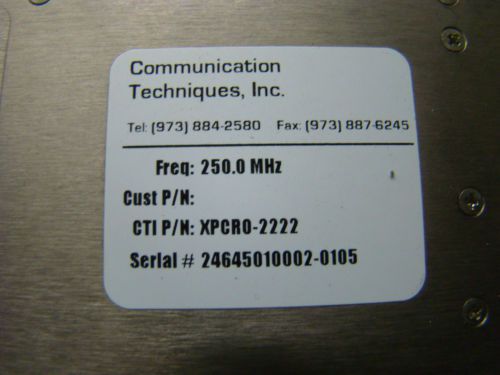 Communication
Techniques, Inc.
Tel: (973) 884-2580 Fax: (973) 887-6245
Freq: 250.0 MHz
Cust P/N:
CTI P/N: XPCRO-2222
Serial # 24645010002-0105